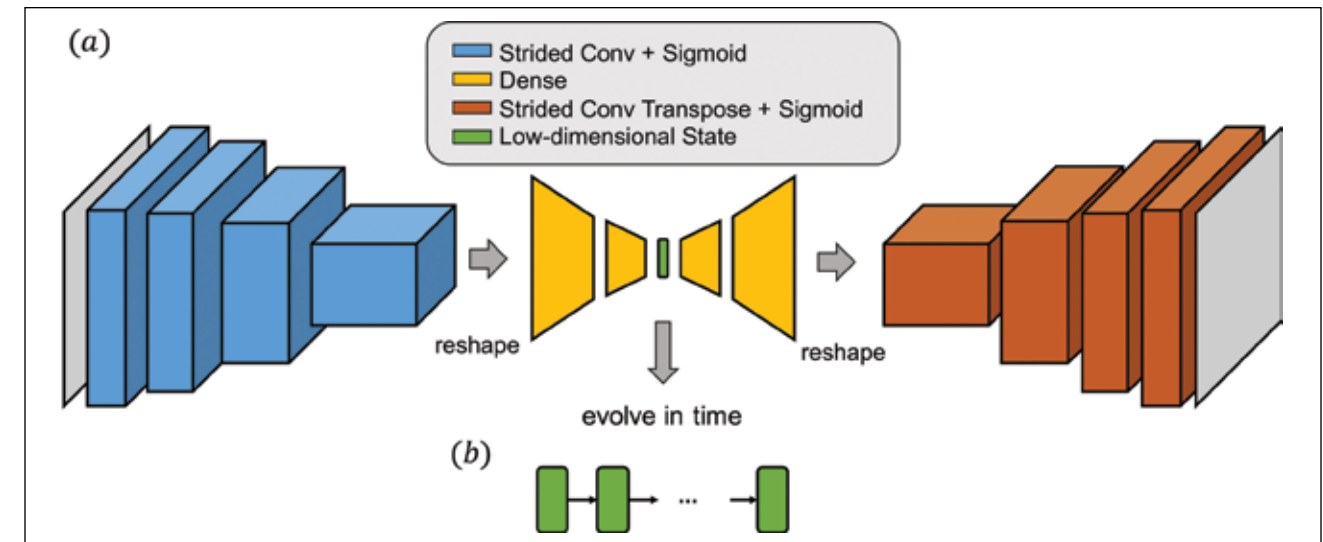 (a)
Strided Conv + Sigmoid
Dense
Strided Conv Transpose + Sigmoid
Low-dimensional State
reshape
reshape
evolve in time
(b)
...